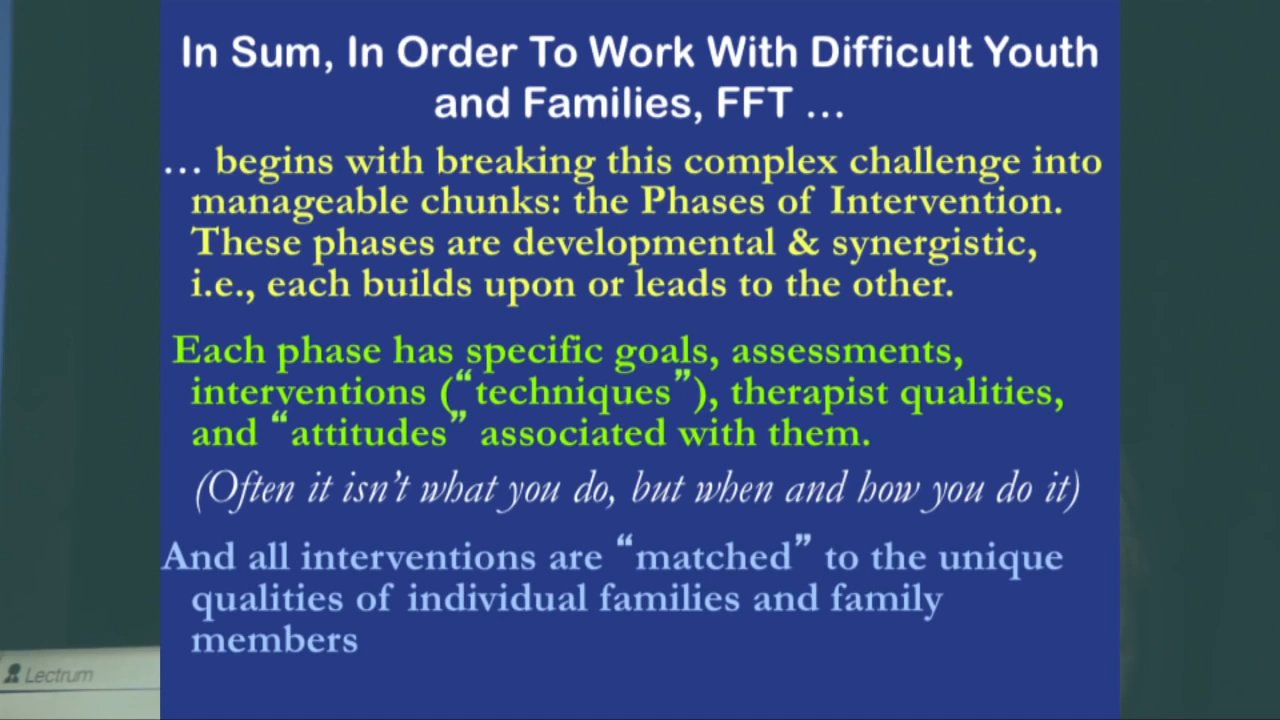 In Sum, In Order To Work With Difficult Youth
and Families, FFT ...
... begins with breaking this complex challenge into
manageable chunks: the Phases of Intervention.
These phases are developmental & synergistic,
i.e., each builds upon or leads to the other.
Each phase has specific goals, assessments,
interventions (“techniques”), therapist qualities,
and “attitudes” associated with them.
(Often it isn’t what you do, but when and how you do it)
And all interventions are “matched” to the unique
qualities of individual families and family
members
Lectrum